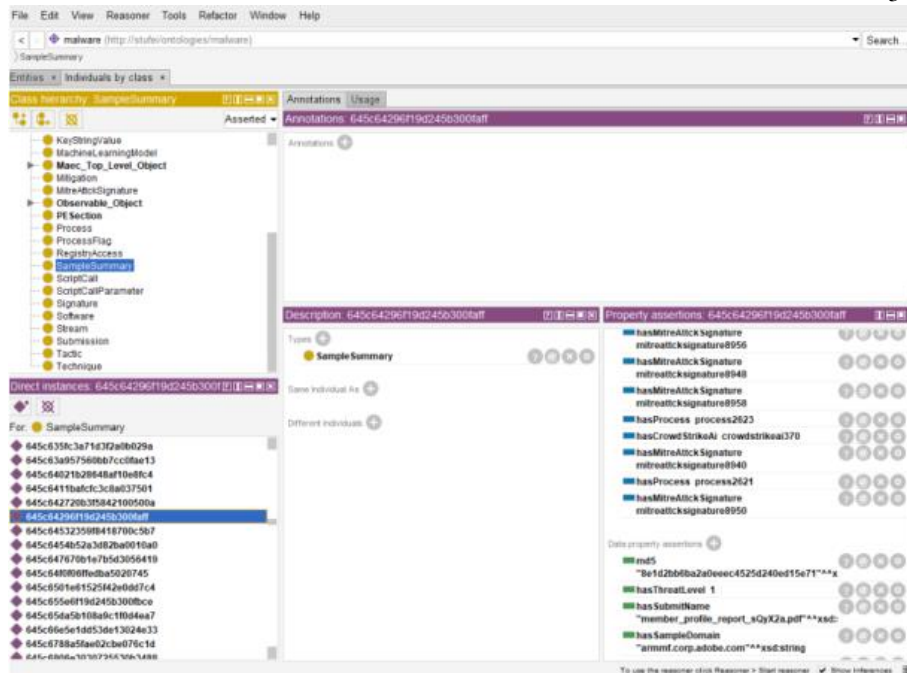 File Edit View Reasoner Tools Refactor Window Help
< malware (http://stufei/ontologies/malware) Search...
SampleSummary
Entities × Individuals by class ×
Class hierarchy: SampleSummary
Asserted
KeyStringValue
MachineLearningModel
Maec_Top_Level_Object
Mitigation
MitreAttckSignature
Observable_Object
PESection
Process
ProcessFlag
RegistryAccess
SampleSummary
ScriptCall
ScriptCallParameter
Signature
Software
Stream
Submission
Tactic
Technique
Direct instances: 645c64296f19d245b300f
For: SampleSummary
645c635fc3a71d3f2a0b029a
645c63a957560bb7cc0fae13
645c64021b28648af10e8fc4
645c6411bafcfc3c8a037501
645c642720b3f5842100500a
645c64296f19d245b300faff
645c64532359f8418700c5b7
645c6454b52a3d82ba0010a0
645c647670b1e7b5d3056419
645c64f0f06ffedba5020745
645c6501e61525f42e0dd7c4
645c655e6f19d245b300fbce
645c65da5b108a9c1f0d4ea7
645c66e5e1dd53de13024e33
645c6788a5fae02cbe076c1d
Annotations Usage
Annotations: 645c64296f19d245b300faff
Annotations
Description: 645c64296f19d245b300faff
Types
SampleSummary
Same Individual As
Different Individuals
Property assertions: 645c64296f19d245b300faff
hasMitreAttckSignature
mitreattcksignature8956
hasMitreAttckSignature
mitreattcksignature8948
hasMitreAttckSignature
mitreattcksignature8958
hasProcess process2623
hasCrowdStrikeAi crowdstrikeai370
hasMitreAttckSignature
mitreattcksignature8940
hasProcess process2621
hasMitreAttckSignature
mitreattcksignature8950
Data property assertions
md5
"8e1d2bb6ba2a0eeec4525d240ed15e71"^^x
hasThreatLevel 1
hasSubmitName
"member_profile_report_sQyX2a.pdf"^^xsd:
hasSampleDomain
"armmf.corp.adobe.com"^^xsd:string
To use the reasoner click Reasoner > Start reasoner ✔ Show Inferences